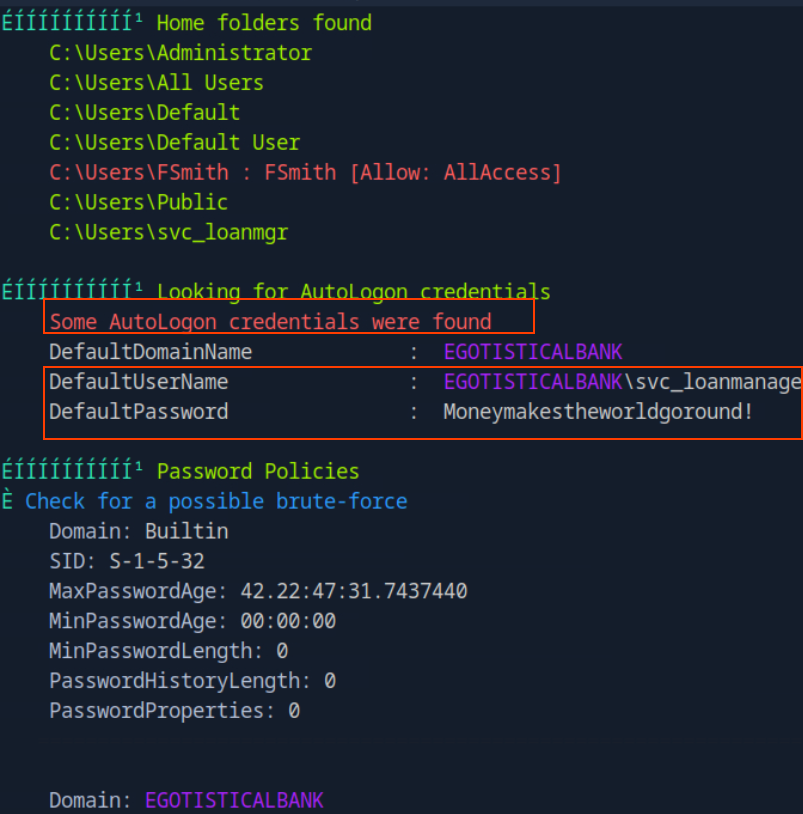 ÉÍÍÍÍÍÍÍÍÍÍ¹ Home folders found
C:\Users\Administrator
C:\Users\All Users
C:\Users\Default
C:\Users\Default User
C:\Users\FSmith : FSmith [Allow: AllAccess]
C:\Users\Public
C:\Users\svc_loanmgr
ÉÍÍÍÍÍÍÍÍÍÍ¹ Looking for AutoLogon credentials
Some AutoLogon credentials were found
DefaultDomainName : EGOTISTICALBANK
DefaultUserName : EGOTISTICALBANK\svc_loanmanage
DefaultPassword : Moneymakestheworldgoround!
ÉÍÍÍÍÍÍÍÍÍÍ¹ Password Policies
È Check for a possible brute-force
Domain: Builtin
SID: S-1-5-32
MaxPasswordAge: 42.22:47:31.7437440
MinPasswordAge: 00:00:00
MinPasswordLength: 0
PasswordHistoryLength: 0
PasswordProperties: 0
Domain: EGOTISTICALBANK